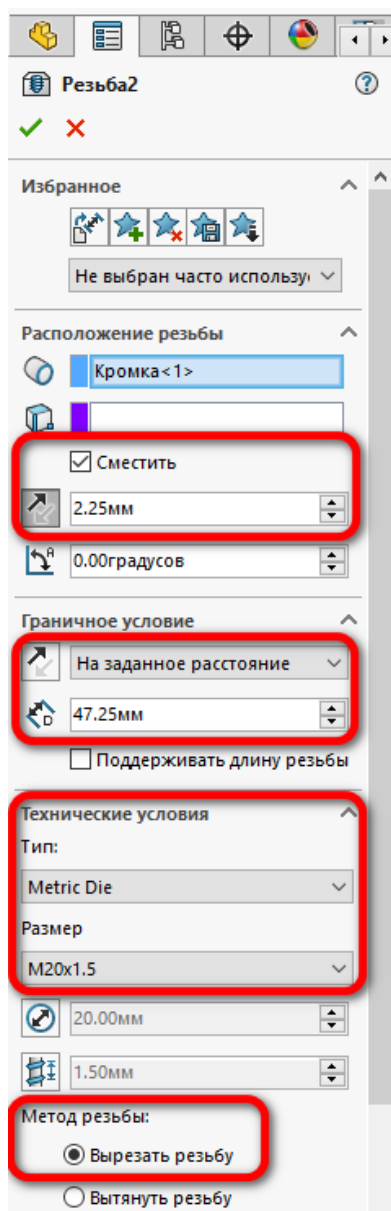 Резьба2
Избранное
Не выбран часто использу
Расположение резьбы
Кромка<1>
Сместить
2.25мм
0.00градусов
Граничное условие
На заданное расстояние
47.25мм
Поддерживать длину резьбы
Технические условия
Тип:
Metric Die
Размер
M20x1.5
20.00мм
1.50мм
Метод резьбы:
Вырезать резьбу
Вытянуть резьбу